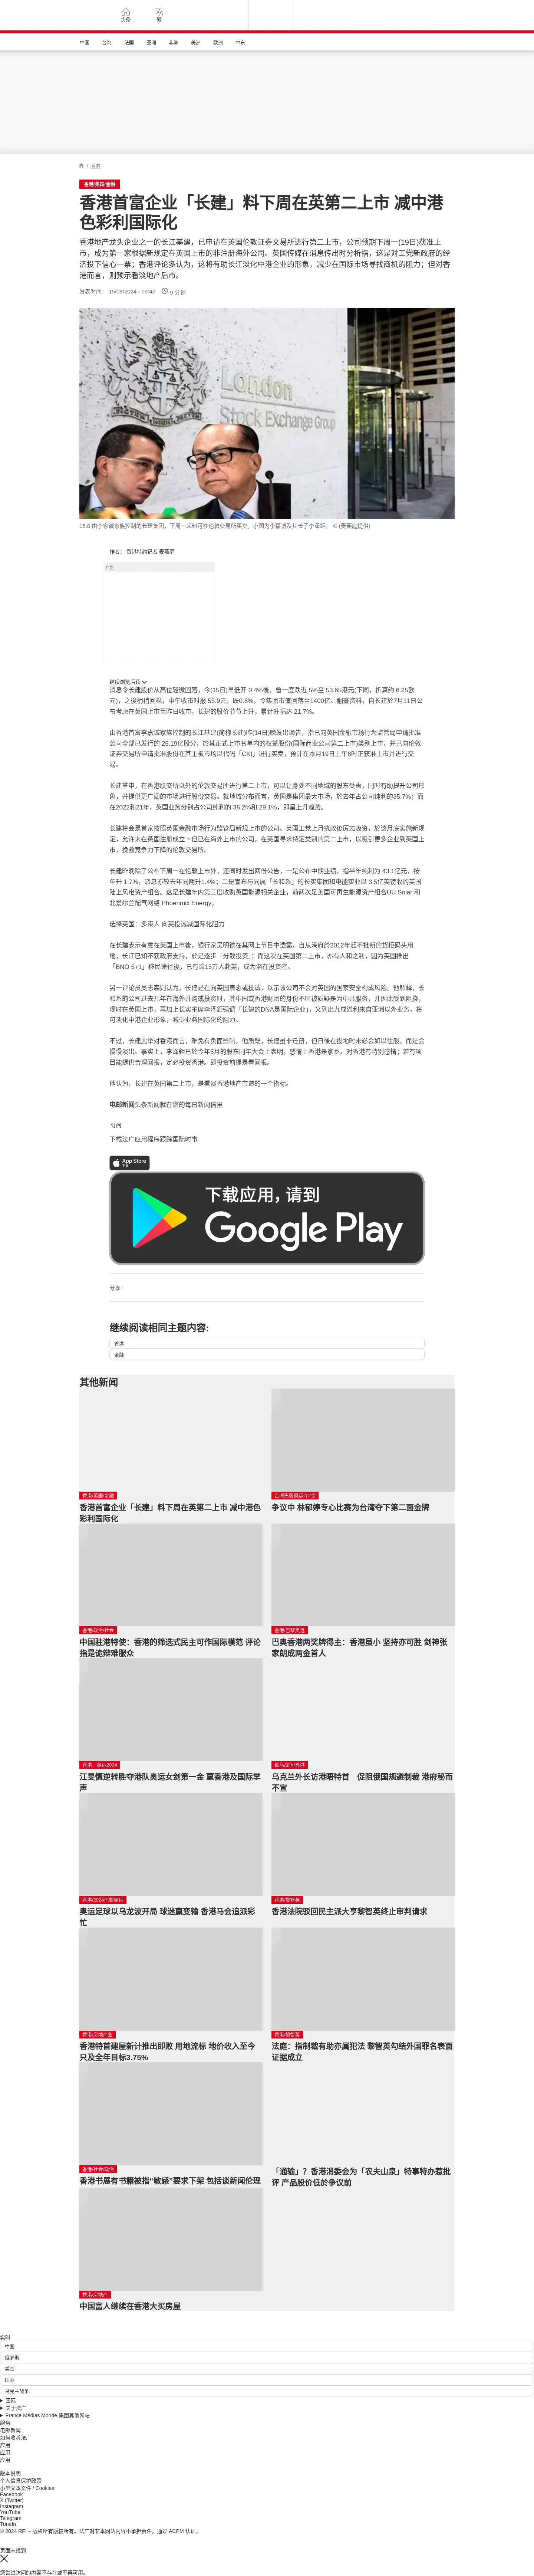 头条
繁
中国
台海
法国
亚洲
非洲
美洲
欧洲
中东
/ 首页
香港/英国/金融
香港首富企业「长建」料下周在英第二上市 减中港
色彩利国际化
香港地产龙头企业之一的长江基建，已申请在英国伦敦证券交易所进行第二上市，公司预期下周一(19日)获准上
市，成为第一家根据新规定在英国上市的非注册海外公司。英国传媒在消息传出时分析指，这是对工党新政府的经
济投下信心一票；香港评论多认为，这将有助长江淡化中港企业的形象，减少在国际市场寻找商机的阻力；但对香
港而言，则预示看淡地产后市。
发表时间： 15/08/2024 - 09:43
9 分钟
London
Stock Exchange Group
15.8 由李家诚家族控制的长建集团，下周一起料可在伦敦交易所买卖。小图为李嘉诚及其长子李泽钜。 © (麦燕庭提供)
作者： 香港特约记者 麦燕庭
广告
继续浏览后续
消息令长建股价从高位轻微回落，今(15日)早低开 0.4%後，曾一度跌近 5%至 53.65港元(下同，折算约 6.25欧
元)，之後稍稍回稳，中午收市时报 55.9元，跌0.8%，令集团市值回落至1400亿。翻查资料，自长建於7月11日公
布考虑在英国上市至昨日收市，长建的股价节节上升，累计升幅达 21.7%。
由香港首富李嘉诚家族控制的长江基建(简称长建)昨(14日)晚发出通告，指已向英国金融市场行为监管局申请批准
公司全部已发行的 25.19亿股分，於其正式上市名单内的权益股份(国际商业公司第二上市)类别上市，并已向伦敦
证券交易所申请批准股份在其主板市场以代码「CKI」进行买卖，预计在本月19日上午8时正获准上市并进行交
易。
长建重申，在香港联交所以外的伦敦交易所进行第二上市，可以让身处不同地域的股东受惠，同时有助提升公司形
象，并提供更广阔的市场进行股份交易。就地域分布而言，英国是集团最大市场，於去年占公司纯利的35.7%；而
在2022和21年，英国业务分别占公司纯利的 35.2%和 29.1%，即呈上升趋势。
长建将会是首家按照英国金融市场行为监管局新规上市的公司。英国工党上月执政後厉志吸资，於该月底实施新规
定，允许未在英国注册成立丶但已在海外上市的公司，在英国寻求特定类别的第二上市，以吸引更多企业到英国上
市，挽救竞争力下降的伦敦交易所。
长建昨晚除了公布下周一在伦敦上市外，还同时发出两份公告，一是公布中期业绩，指半年纯利为 43.1亿元，按
年升 1.7%，派息亦较去年同期升1.4%；二是宣布与同属「长和系」的长实集团和电能实业以 3.5亿英镑收购英国
陆上风电资产组合。这是长建年内第三度收购英国能源相关企业，前两次是英国可再生能源资产组合UU Solar 和
北爱尔兰配气网络 Phoenmix Energy。
选择英国：多港人 向英投诚减国际化阻力
在长建表示有意在英国上市後，银行家吴明德在其网上节目中透露，自从港府於2012年起不批新的货柜码头用
地，长江已知不获政府支持，於是逐步「分散投资」；而这次在英国第二上市，亦有人和之利，因为英国推出
「BNO 5+1」移民途径後，已有逾15万人赴英，成为潜在投资者。
另一评论员吴志森则认为，长建是在向英国表态或投诚，以示该公司不会对英国的国家安全构成风险。他解释，长
和系的公司过去几年在海外并购或投资时，其中国或香港财团的身份不时被质疑是为中共服务，并因此受到阻挠，
现时在英国上市，再加上长实主席李泽钜强调「长建的DNA是国际企业」，又列出九成溢利来自亚洲以外业务，将
可淡化中港企业形象，减少业务国际化的阻力。
不过，长建此举对香港而言，难免有负面影响，他质疑，长建虽非迁册，但日後在投地时未必会如以往般，而是会
慢慢淡出。事实上，李泽钜已於今年5月的股东同年大会上表明，感情上香港是家乡，对香港有特别感情；若有项
目能提供合理回报，定必投资香港。即投资前提是看回报。
他认为，长建在英国第二上市，是看淡香港地产市道的一个指标。
电邮新闻头条新闻就在您的每日新闻信里
订阅
下载法广应用程序跟踪国际时事
App Store
下载
下载应用，请到
Google Play
分享 :
继续阅读相同主题内容:
香港
金融
其他新闻
香港/英国/金融
香港首富企业「长建」料下周在英第二上市 减中港色
彩利国际化
台湾巴黎奥运夺2金
争议中 林郁婷专心比赛为台湾夺下第二面金牌
香港/政治/社会
中国驻港特使：香港的筛选式民主可作国际模范 评论
指是诡辩难服众
香港/巴黎奥运
巴奥香港两奖牌得主：香港虽小 坚持亦可胜 剑神张
家朗成两金首人
香港，奥运2024
江旻憓逆转胜夺港队奥运女剑第一金 赢香港及国际掌
声
俄乌战争/香港
乌克兰外长访港晤特首　促阻俄国规避制裁 港府秘而
不宣
香港/2024巴黎奥运
奥运足球以乌龙波开局 球迷赢变输 香港马会追派彩
忙
香港/黎智英
香港法院驳回民主派大亨黎智英终止审判请求
香港/房地产业
香港特首建屋新计推出即败 用地流标 地价收入至今
只及全年目标3.75%
香港/黎智英
法庭：指制裁有助亦属犯法 黎智英勾结外国罪名表面
证据成立
香港/社会/政治
香港书展有书籍被指“敏感”要求下架 包括谈新闻伦理
「通输」？香港消委会为「农夫山泉」特事特办惹批
评 产品股价低於争议前
香港/房地产
中国富人继续在香港大买房屋
实时
中国
俄罗斯
美国
国际
乌克兰战争
国际
关于法广
France Médias Monde 集团其他网站
服务
电邮新闻
如何收听法广
应用
应用
应用
版本说明
个人信息保护政策
小型文本文件 / Cookies
Facebook
X (Twitter)
Instagram
YouTube
Telegram
TuneIn
© 2024 RFI – 版权所有版权所有。法广对非本网站内容不承担责任。通过 ACPM 认证。
页面未找到
您尝试访问的内容不存在或不再可用。